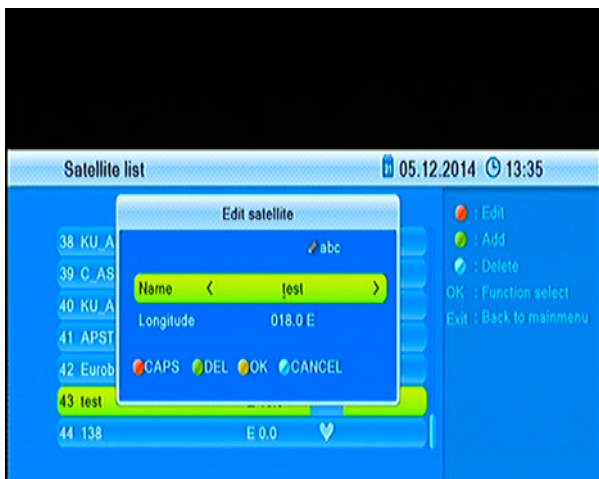 Satellite list 05.12.2014 13:35
Edit satellite
abc
Name < test >
Longitude 018.0 E
CAPS DEL OK CANCEL
38 KU_A
39 C_AS
40 KU_A
41 APST
42 Eurob
43 test
44 138 E 0.0
: Edit
: Add
: Delete
OK : Function select
Exit : Back to mainmenu